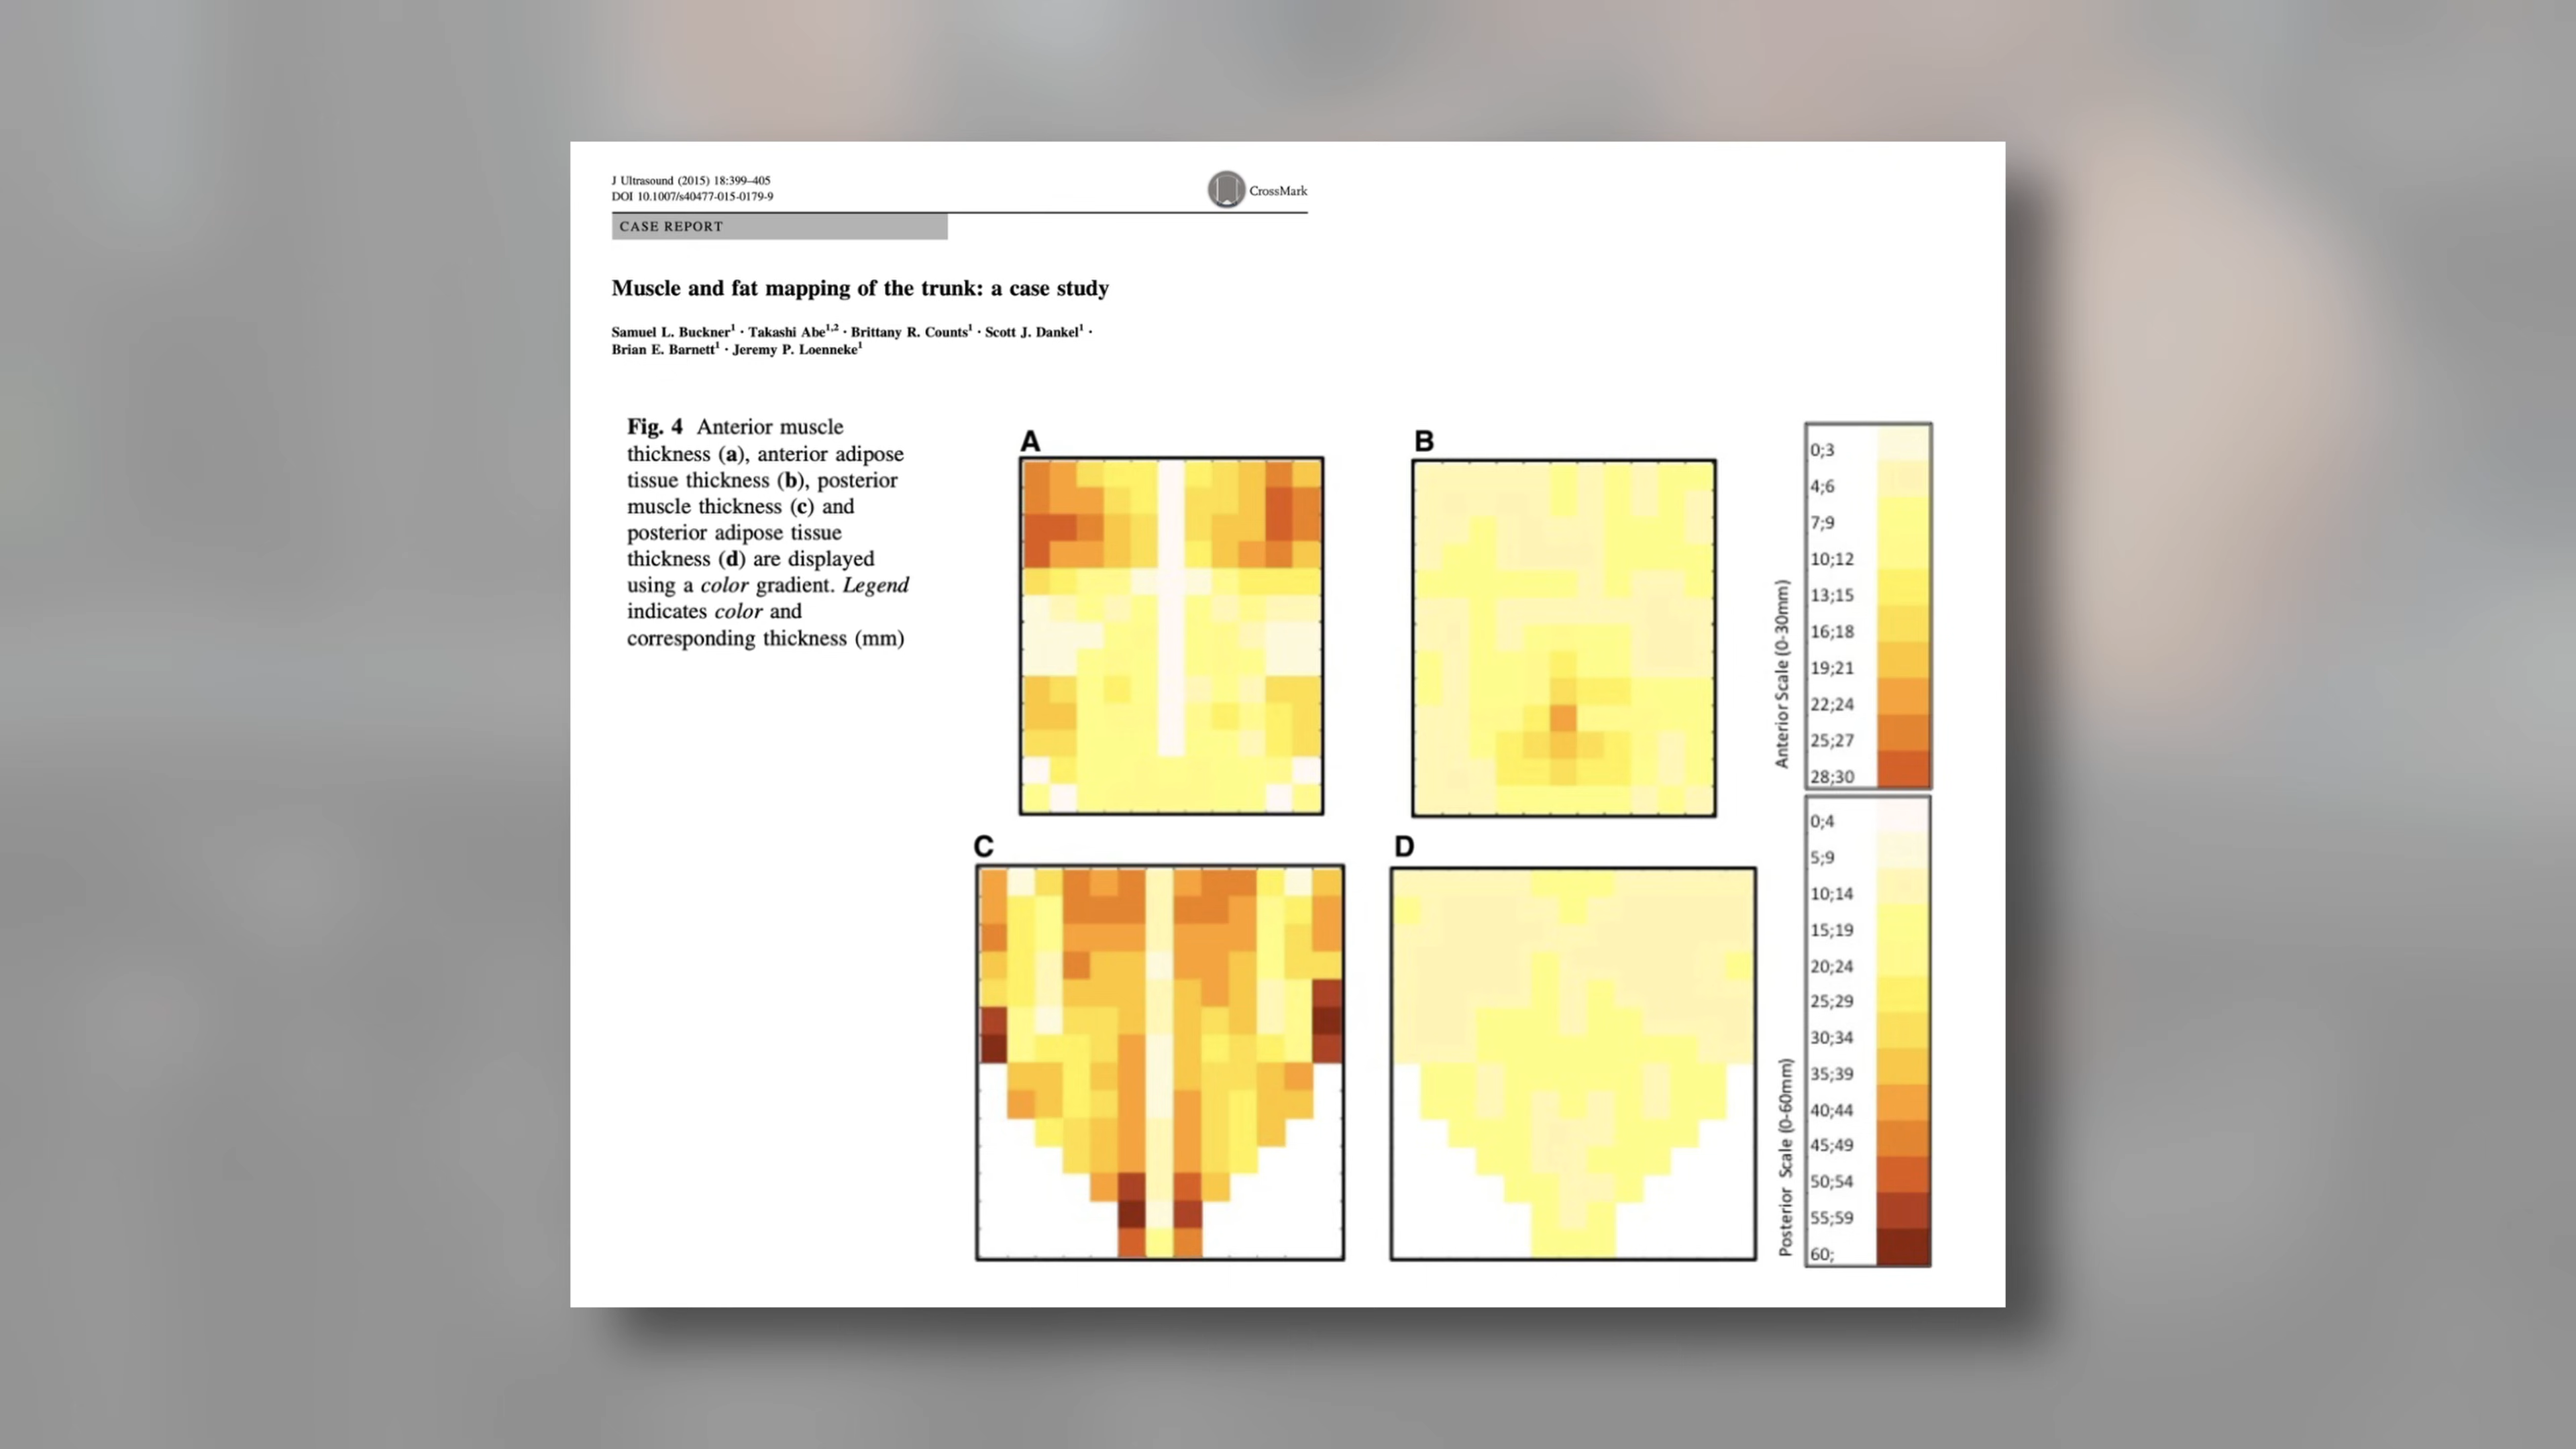 J Ultrasound (2015) 18:399–405
DOI 10.1007/s40477-015-0179-9
CrossMark
CASE REPORT
Muscle and fat mapping of the trunk: a case study
Samuel L. Buckner1 · Takashi Abe1,2 · Brittany R. Counts1 · Scott J. Dankel1 ·
Brian E. Barnett1 · Jeremy P. Loenneke1
Fig. 4 Anterior muscle
thickness (a), anterior adipose
tissue thickness (b), posterior
muscle thickness (c) and
posterior adipose tissue
thickness (d) are displayed
using a color gradient. Legend
indicates color and
corresponding thickness (mm)
A
B
C
D
Anterior Scale (0-30mm)
0;3
4;6
7;9
10;12
13;15
16;18
19;21
22;24
25;27
28;30
Posterior Scale (0-60mm)
0;4
5;9
10;14
15;19
20;24
25;29
30;34
35;39
40;44
45;49
50;54
55;59
60;